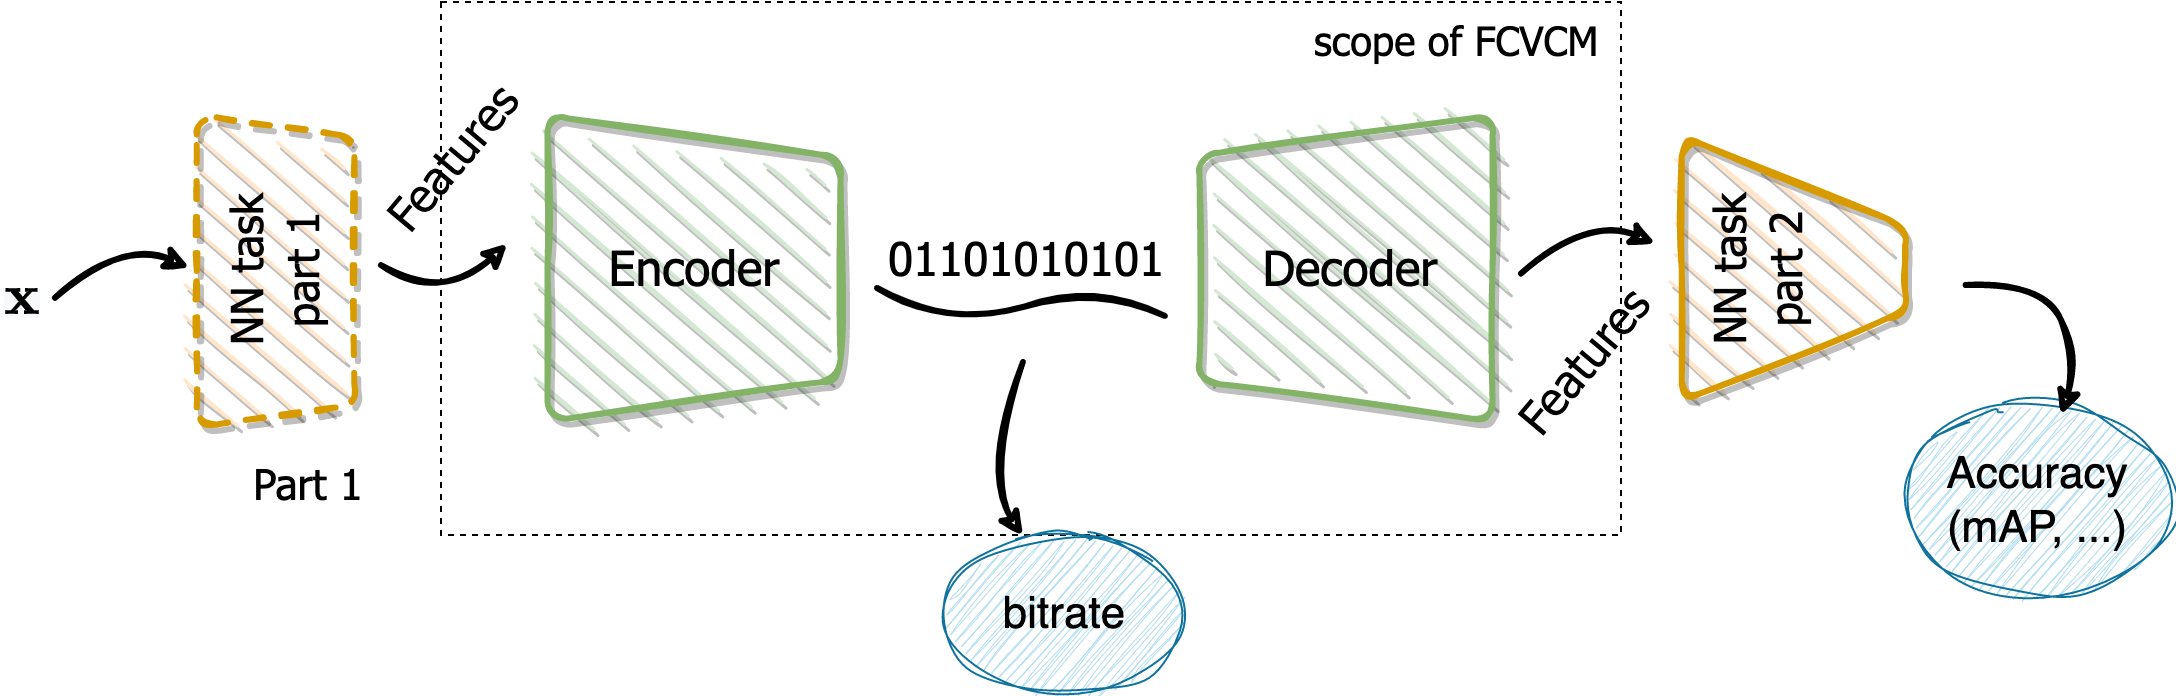 scope of FCVCM
x
NN task
part 1
Part 1
Features
Encoder
01101010101
bitrate
Decoder
Features
NN task
part 2
Accuracy
(mAP, ...)